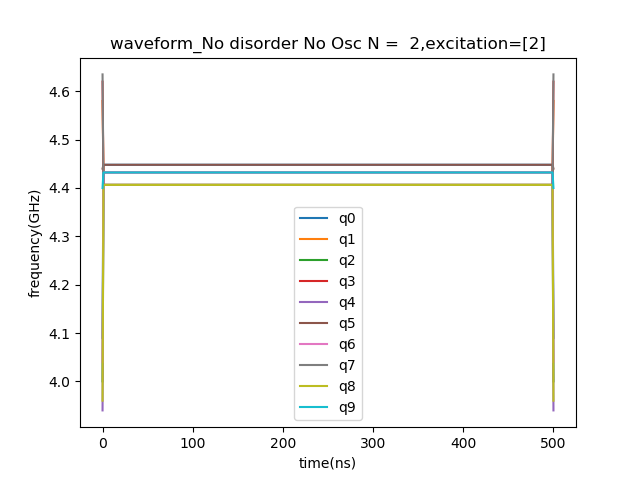 waveform_No disorder No Osc N =  2,excitation=[2]
frequency(GHz)
4.6
4.5
4.4
4.3
4.2
4.1
4.0
q0
q1
q2
q3
q4
q5
q6
q7
q8
q9
0 100 200 300 400 500
time(ns)